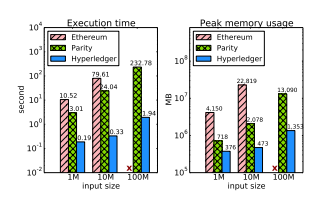 Execution time
10^4
10^3
10^2
10^1
10^0
10^-1
10^-2
second
Ethereum
Parity
Hyperledger
10.52
3.01
0.19
79.61
24.04
0.33
x
232.78
1.94
1M
10M
100M
input size
Peak memory usage
10^8
10^7
10^6
10^5
MB
Ethereum
Parity
Hyperledger
4,150
718
376
22,819
2,078
473
x
13,090
1,353
1M
10M
100M
input size